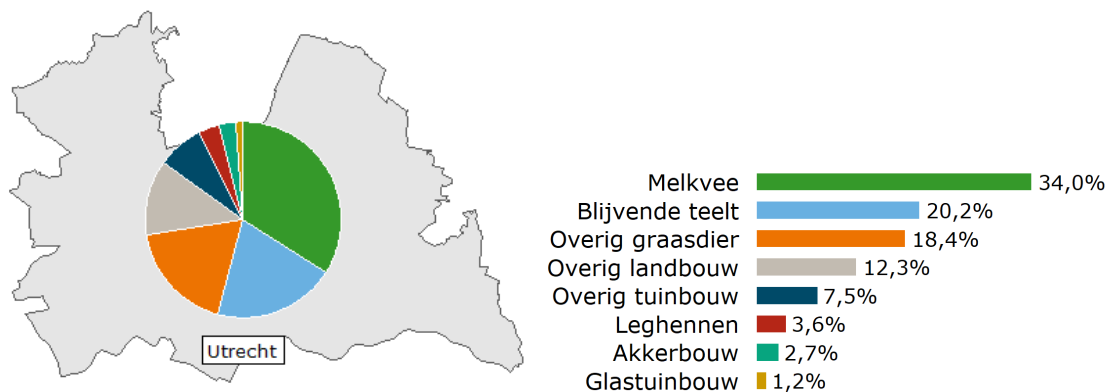 Utrecht
Melkvee 34,0%
Blijvende teelt 20,2%
Overig graasdier 18,4%
Overig landbouw 12,3%
Overig tuinbouw 7,5%
Leghennen 3,6%
Akkerbouw 2,7%
Glastuinbouw 1,2%